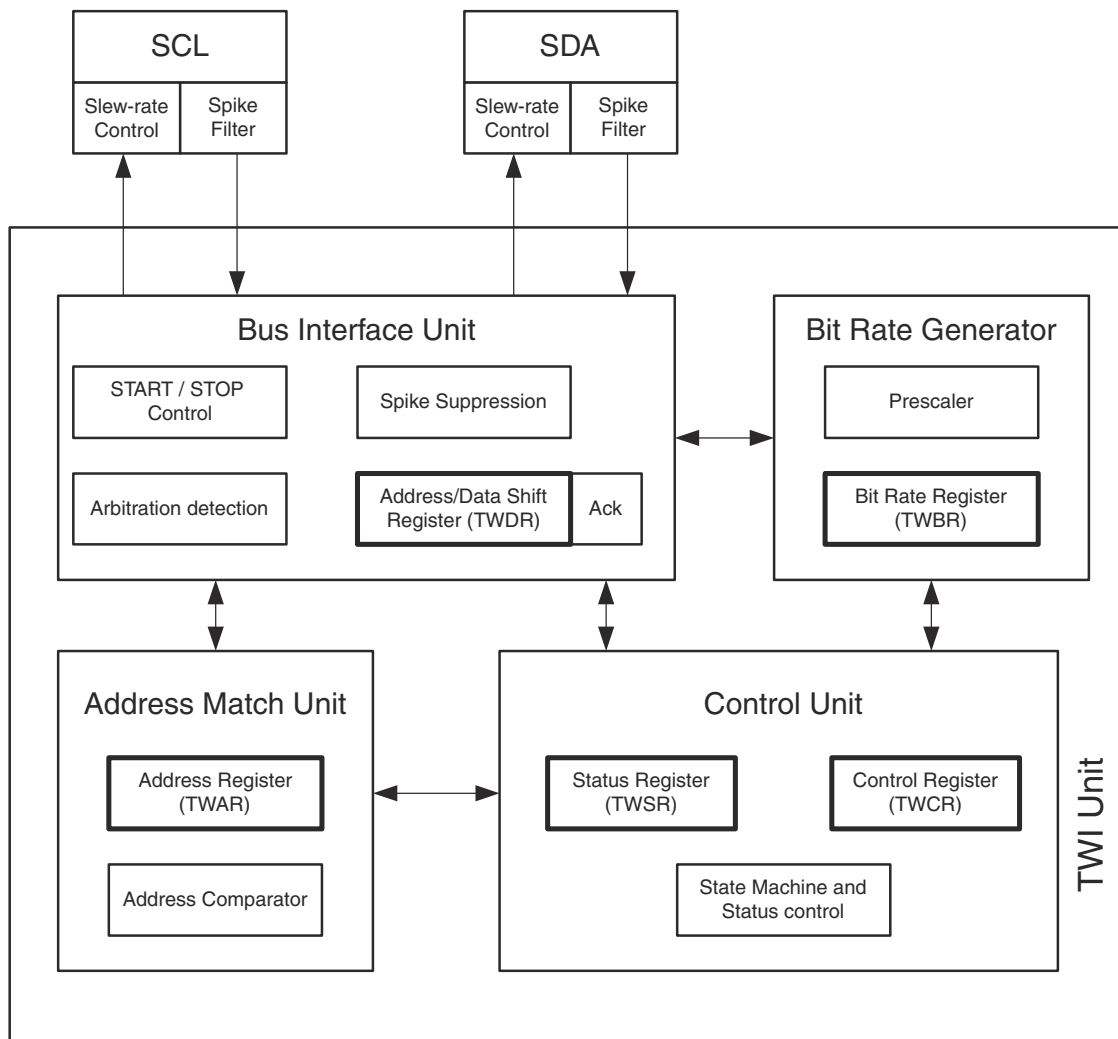 SCL
Slew-rate
Control
Spike
Filter
SDA
Slew-rate
Control
Spike
Filter
Bus Interface Unit
START / STOP
Control
Spike Suppression
Arbitration detection
Address/Data Shift
Register (TWDR)
Ack
Bit Rate Generator
Prescaler
Bit Rate Register
(TWBR)
Address Match Unit
Address Register
(TWAR)
Address Comparator
Control Unit
Status Register
(TWSR)
Control Register
(TWCR)
State Machine and
Status control
TWI Unit